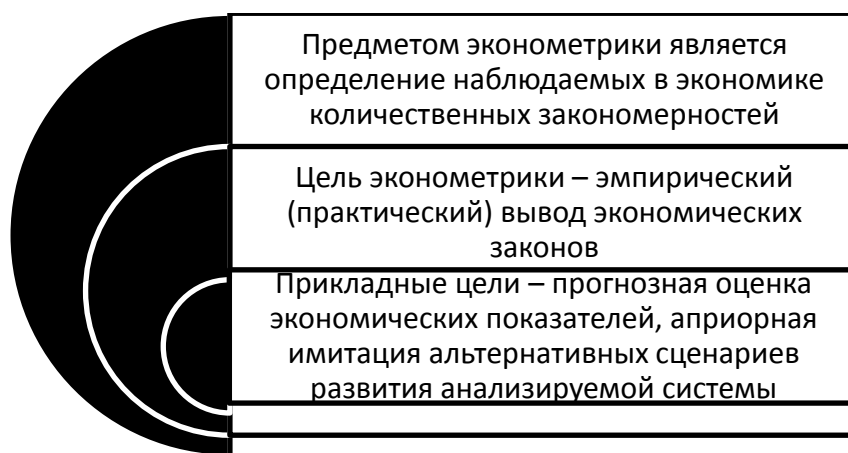 Предметом эконометрики является
определение наблюдаемых в экономике
количественных закономерностей
Цель эконометрики – эмпирический
(практический) вывод экономических
законов
Прикладные цели – прогнозная оценка
экономических показателей, априорная
имитация альтернативных сценариев
развития анализируемой системы